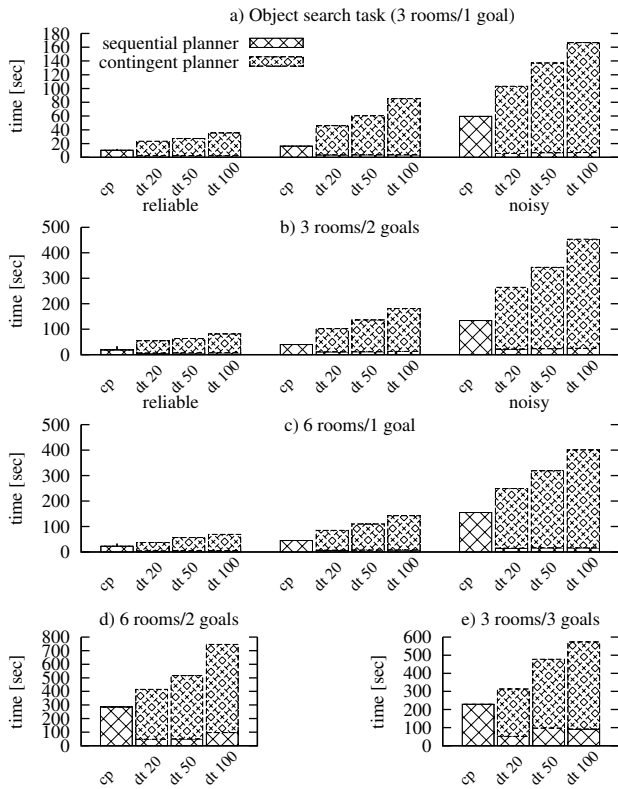 a) Object search task (3 rooms/1 goal)
time [sec]
180
160
140
120
100
80
60
40
20
0
sequential planner
contingent planner
cp dt 20 dt 50 dt 100 cp dt 20 dt 50 dt 100 cp dt 20 dt 50 dt 100
reliable noisy
b) 3 rooms/2 goals
time [sec]
500
400
300
200
100
0
cp dt 20 dt 50 dt 100 cp dt 20 dt 50 dt 100 cp dt 20 dt 50 dt 100
reliable noisy
c) 6 rooms/1 goal
time [sec]
500
400
300
200
100
0
cp dt 20 dt 50 dt 100 cp dt 20 dt 50 dt 100 cp dt 20 dt 50 dt 100
d) 6 rooms/2 goals
time [sec]
800
700
600
500
400
300
200
100
0
cp dt 20 dt 50 dt 100
e) 3 rooms/3 goals
time [sec]
600
500
400
300
200
100
0
cp dt 20 dt 50 dt 100